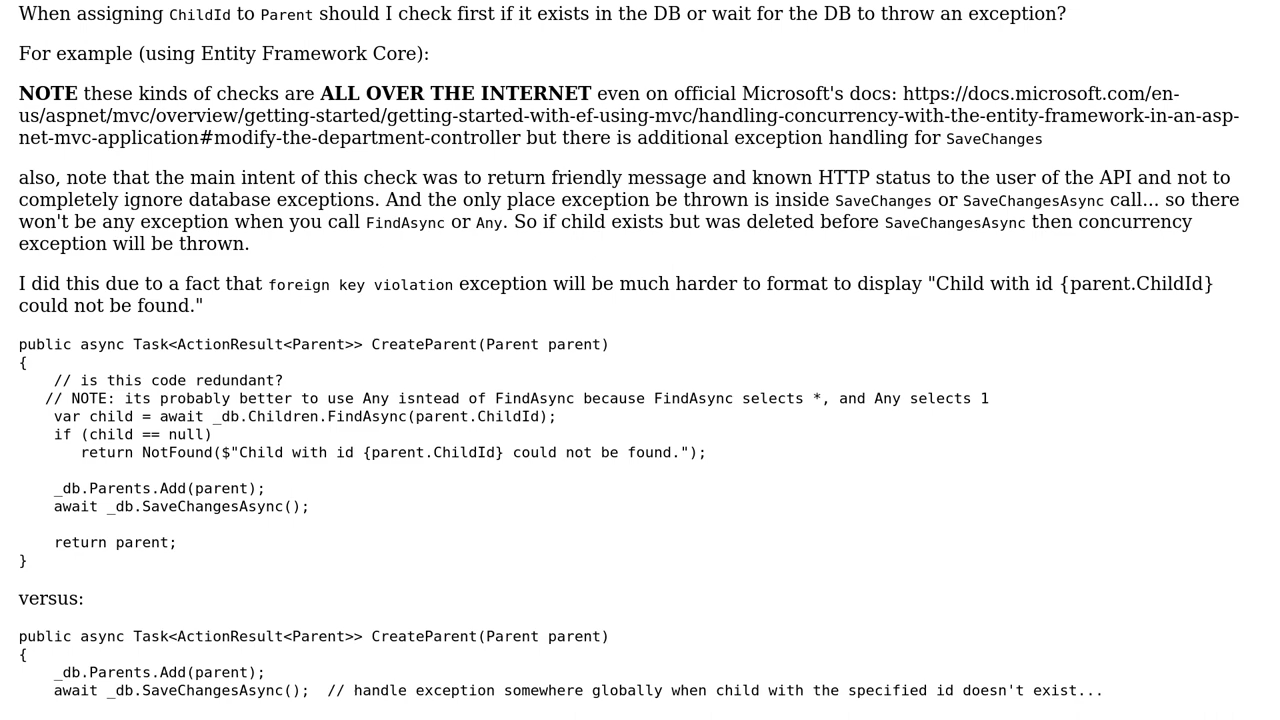 When assigning ChildId to Parent should I check first if it exists in the DB or wait for the DB to throw an exception?
For example (using Entity Framework Core):
NOTE these kinds of checks are ALL OVER THE INTERNET even on official Microsoft's docs: https://docs.microsoft.com/en-
us/aspnet/mvc/overview/getting-started/getting-started-with-ef-using-mvc/handling-concurrency-with-the-entity-framework-in-an-asp-
net-mvc-application#modify-the-department-controller but there is additional exception handling for SaveChanges
also, note that the main intent of this check was to return friendly message and known HTTP status to the user of the API and not to
completely ignore database exceptions. And the only place exception be thrown is inside SaveChanges or SaveChangesAsync call... so there
won't be any exception when you call FindAsync or Any. So if child exists but was deleted before SaveChangesAsync then concurrency
exception will be thrown.
I did this due to a fact that foreign key violation exception will be much harder to format to display "Child with id {parent.ChildId}
could not be found."
public async Task<ActionResult<Parent>> CreateParent(Parent parent)
{
    // is this code redundant?
   // NOTE: its probably better to use Any isntead of FindAsync because FindAsync selects *, and Any selects 1
    var child = await _db.Children.FindAsync(parent.ChildId);
    if (child == null)
       return NotFound($"Child with id {parent.ChildId} could not be found.");
    _db.Parents.Add(parent);
    await _db.SaveChangesAsync();
    return parent;
}
versus:
public async Task<ActionResult<Parent>> CreateParent(Parent parent)
{
    _db.Parents.Add(parent);
    await _db.SaveChangesAsync();  // handle exception somewhere globally when child with the specified id doesn't exist...